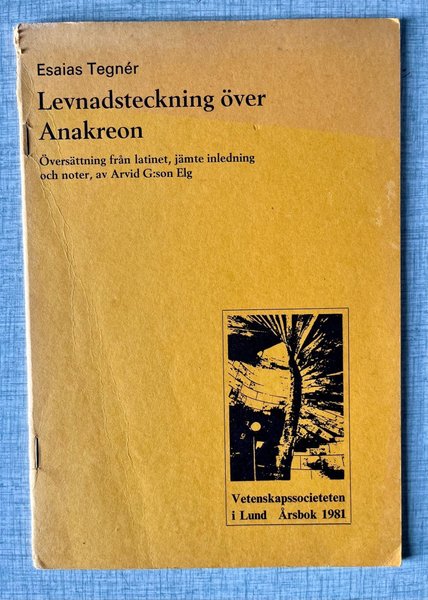 Esaias Tegnér
Levnadsteckning över
Anakreon
Översättning från latinet, jämte inledning
och noter, av Arvid G:son Elg
Vetenskapssocieteten
i Lund Årsbok 1981